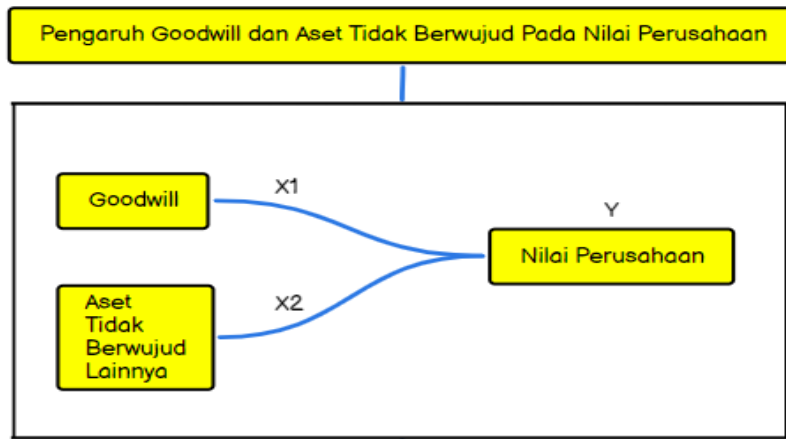 Pengaruh Goodwill dan Aset Tidak Berwujud Pada Nilai Perusahaan
Goodwill
X1
Y
Nilai Perusahaan
X2
Aset
Tidak
Berwujud
Lainnya